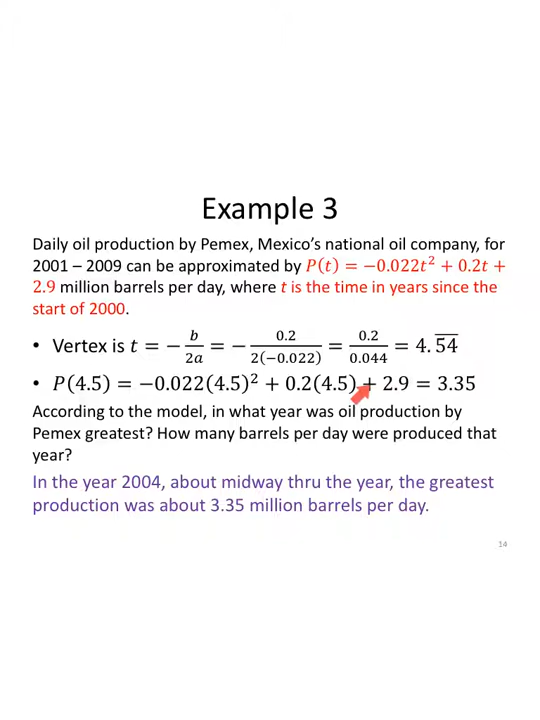 Example 3
Daily oil production by Pemex, Mexico's national oil company, for
2001 – 2009 can be approximated by P(t) = −0.022t² + 0.2t +
2.9 million barrels per day, where t is the time in years since the
start of 2000.
• Vertex is t = −b/2a = −0.2/2(−0.022) = 0.2/0.044 = 4.5̅4̅
• P(4.5) = −0.022(4.5)² + 0.2(4.5) + 2.9 = 3.35
According to the model, in what year was oil production by
Pemex greatest? How many barrels per day were produced that
year?
In the year 2004, about midway thru the year, the greatest
production was about 3.35 million barrels per day.
14